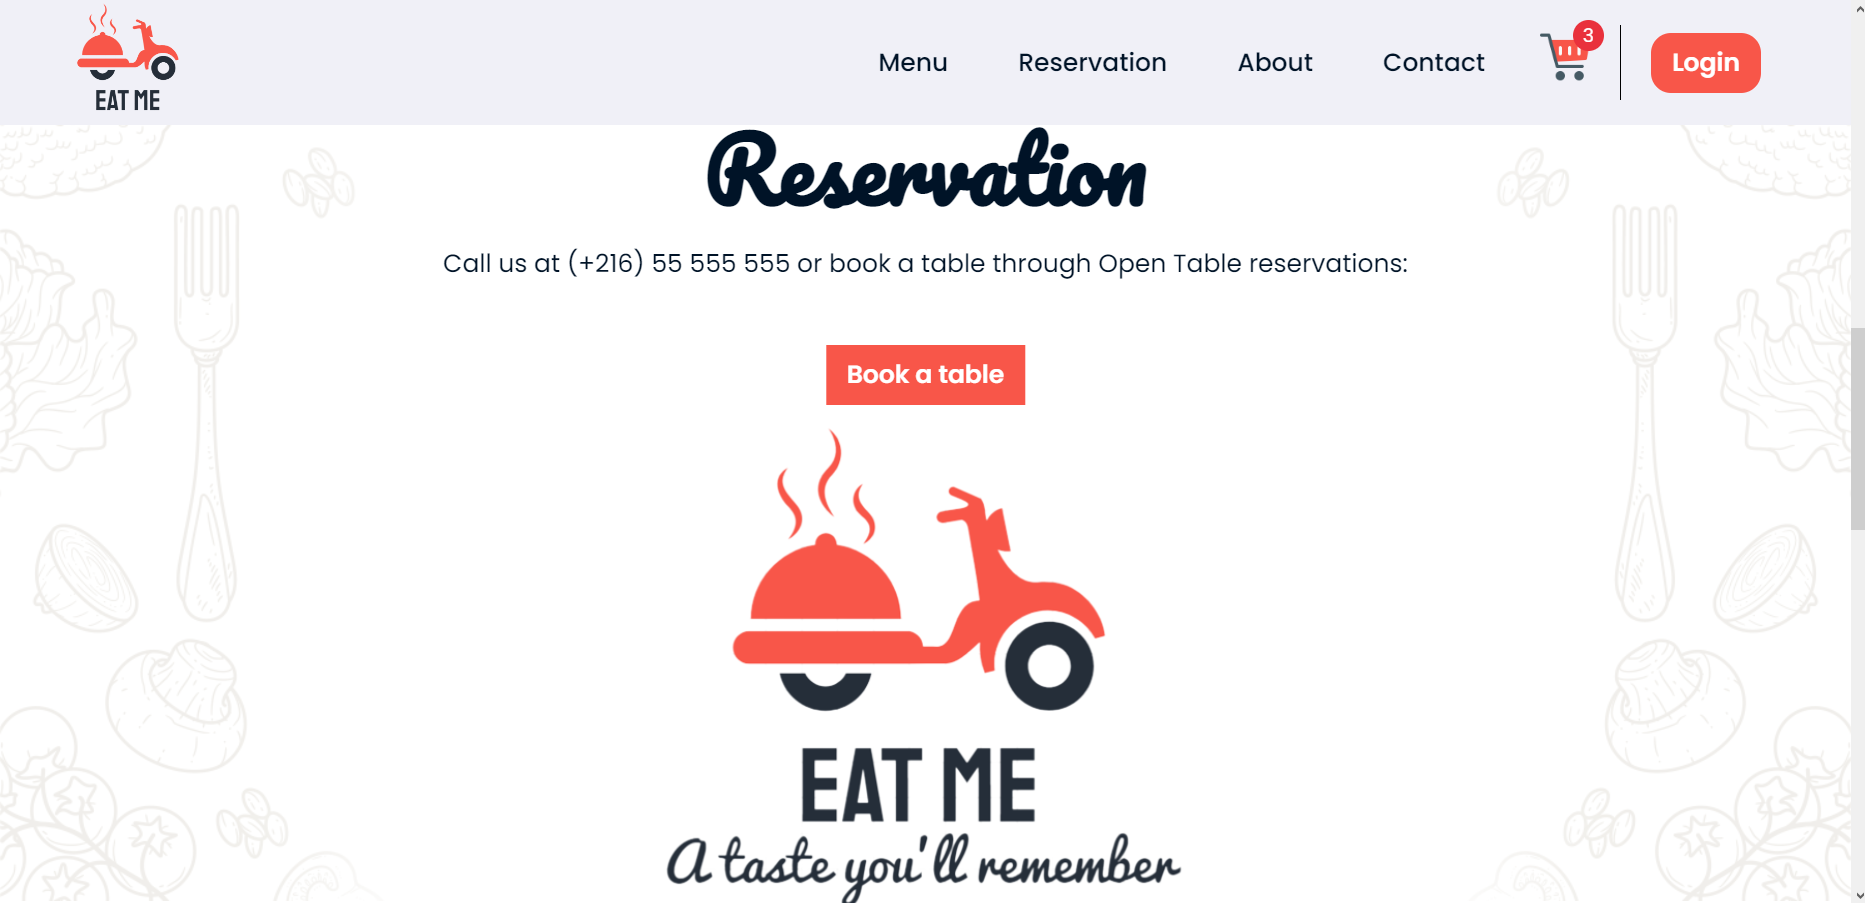 EAT ME
Menu Reservation About Contact 3 Login
Reservation
Call us at (+216) 55 555 555 or book a table through Open Table reservations:
Book a table
EAT ME
A taste you'll remember